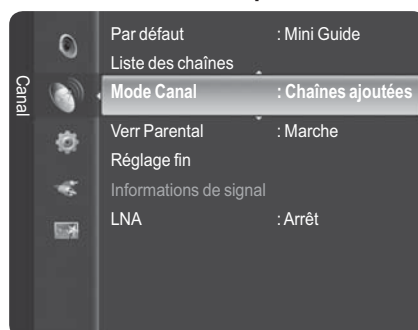 Canal
Par défaut : Mini Guide
Liste des chaînes
Mode Canal : Chaînes ajoutées
Verr Parental : Marche
Réglage fin
Informations de signal
LNA : Arrêt